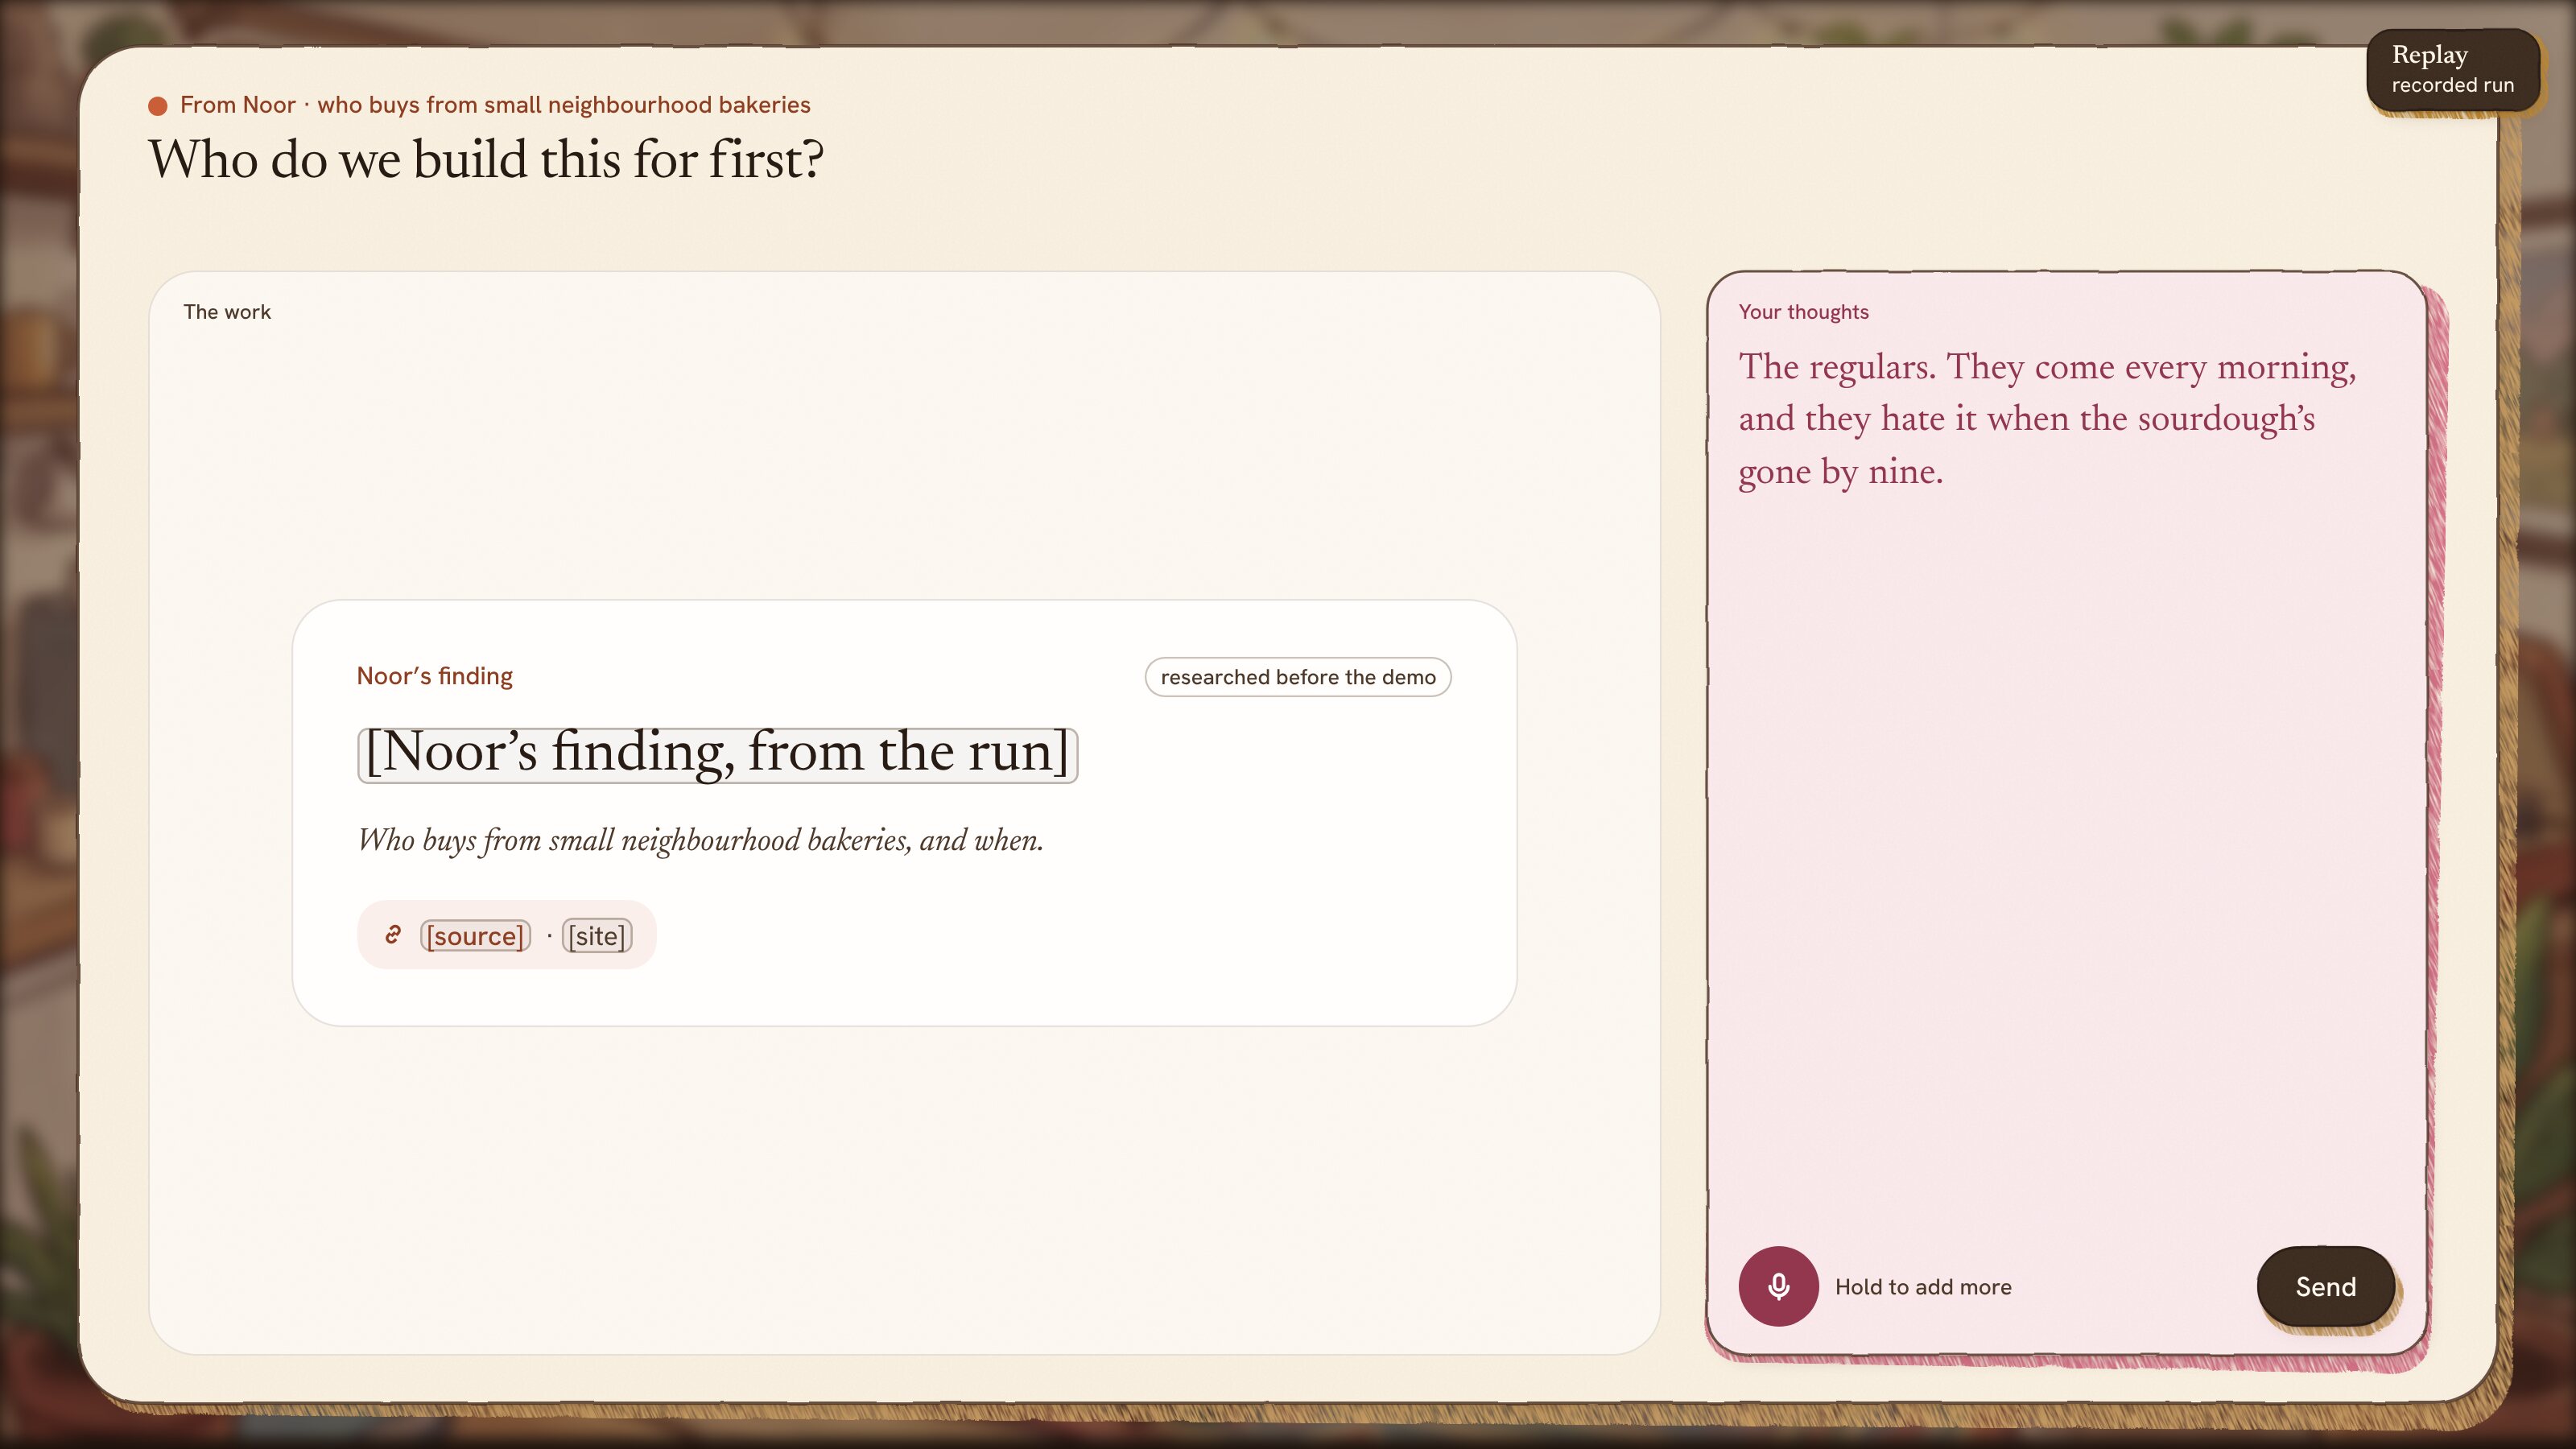 Replay
recorded run
From Noor · who buys from small neighbourhood bakeries
Who do we build this for first?
The work
Noor’s finding
researched before the demo
[Noor’s finding, from the run]
Who buys from small neighbourhood bakeries, and when.
[source] · [site]
Your thoughts
The regulars. They come every morning,
and they hate it when the sourdough’s
gone by nine.
Hold to add more
Send